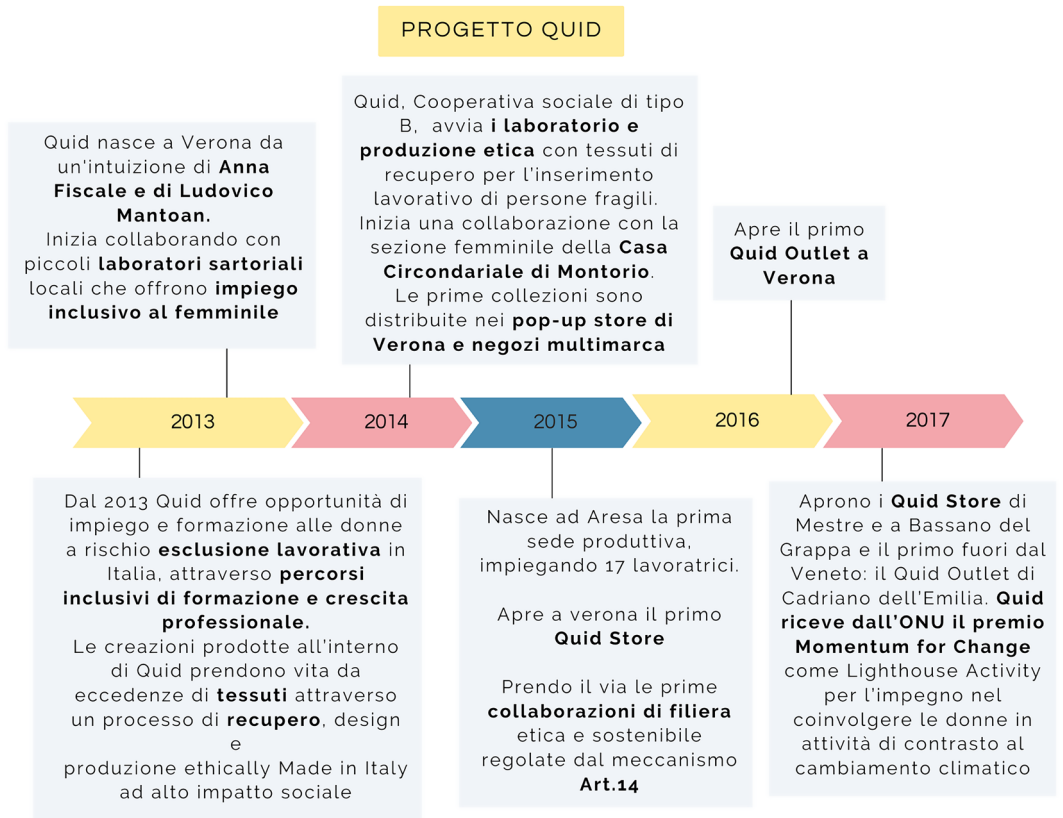 PROGETTO QUID
Quid nasce a Verona da
un'intuizione di Anna
Fiscale e di Ludovico
Mantoan.
Inizia collaborando con
piccoli laboratori sartoriali
locali che offrono impiego
inclusivo al femminile
Quid, Cooperativa sociale di tipo
B, avvia i laboratorio e
produzione etica con tessuti di
recupero per l'inserimento
lavorativo di persone fragili.
Inizia una collaborazione con la
sezione femminile della Casa
Circondariale di Montorio.
Le prime collezioni sono
distribuite nei pop-up store di
Verona e negozi multimarca
Apre il primo
Quid Outlet a
Verona
2013
2014
2015
2016
2017
Dal 2013 Quid offre opportunità di
impiego e formazione alle donne
a rischio esclusione lavorativa in
Italia, attraverso percorsi
inclusivi di formazione e crescita
professionale.
Le creazioni prodotte all'interno
di Quid prendono vita da
eccedenze di tessuti attraverso
un processo di recupero, design
e
produzione ethically Made in Italy
ad alto impatto sociale
Nasce ad Aresa la prima
sede produttiva,
impiegando 17 lavoratrici.
Apre a verona il primo
Quid Store
Prendo il via le prime
collaborazioni di filiera
etica e sostenibile
regolate dal meccanismo
Art.14
Aprono i Quid Store di
Mestre e a Bassano del
Grappa e il primo fuori dal
Veneto: il Quid Outlet di
Cadriano dell'Emilia. Quid
riceve dall'ONU il premio
Momentum for Change
come Lighthouse Activity
per l'impegno nel
coinvolgere le donne in
attività di contrasto al
cambiamento climatico